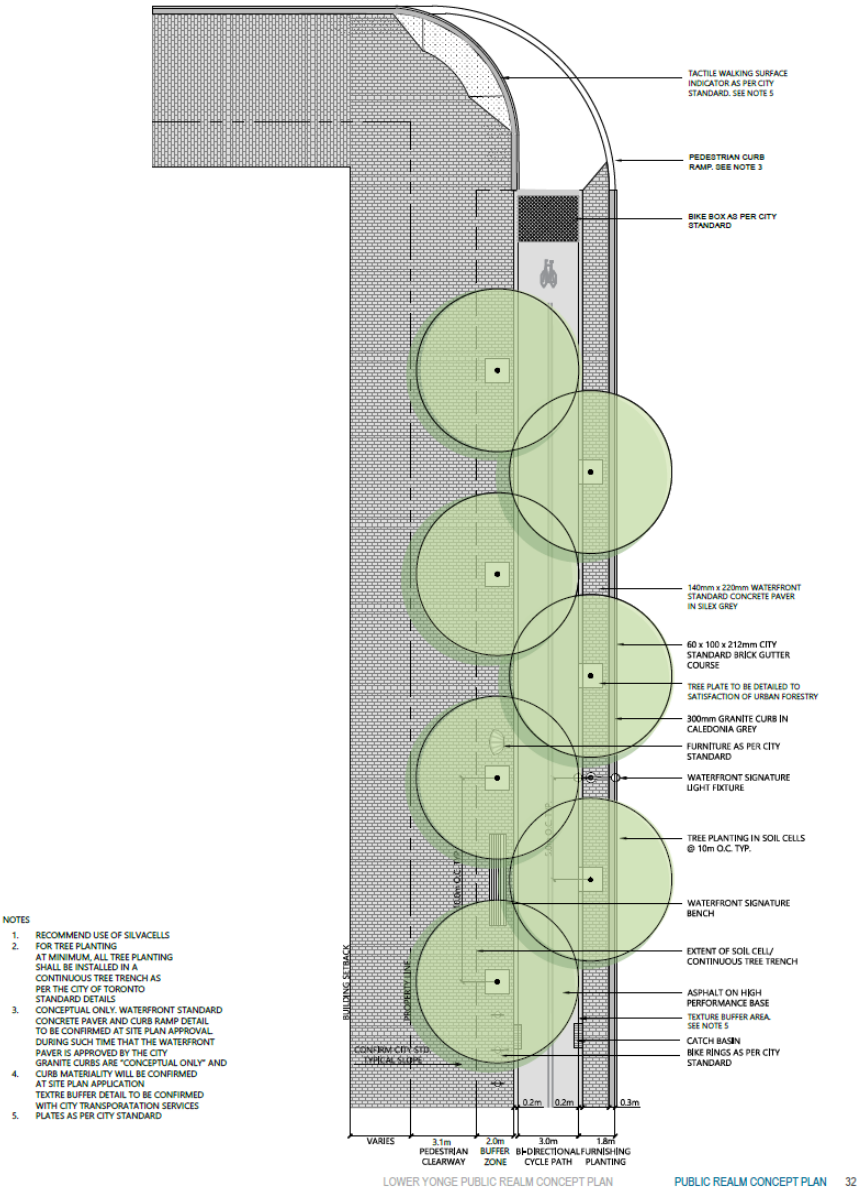 TACTILE WALKING SURFACE
INDICATOR AS PER CITY
STANDARD. SEE NOTE 5
PEDESTRIAN CURB
RAMP. SEE NOTE 3
BIKE BOX AS PER CITY
STANDARD
140mm x 220mm WATERFRONT
STANDARD CONCRETE PAVER
IN SILEX GREY
60 x 100 x 212mm CITY
STANDARD BRICK GUTTER
COURSE
TREE PLATE TO BE DETAILED TO
SATISFACTION OF URBAN FORESTRY
300mm GRANITE CURB IN
CALEDONIA GREY
FURNITURE AS PER CITY
STANDARD
WATERFRONT SIGNATURE
LIGHT FIXTURE
TREE PLANTING IN SOIL CELLS
@ 10m O.C. TYP.
WATERFRONT SIGNATURE
BENCH
EXTENT OF SOIL CELL/
CONTINUOUS TREE TRENCH
ASPHALT ON HIGH
PERFORMANCE BASE
TEXTURE BUFFER AREA.
SEE NOTE 5
CATCH BASIN
BIKE RINGS AS PER CITY
STANDARD
10.0m O.C. TYP.
BUILDING SETBACK
PROPERTY LINE
CONFIRM CITY STD.
TYPICAL SLOPE
NOTES
1. RECOMMEND USE OF SILVACELLS
2. FOR TREE PLANTING
AT MINIMUM, ALL TREE PLANTING
SHALL BE INSTALLED IN A
CONTINUOUS TREE TRENCH AS
PER THE CITY OF TORONTO
STANDARD DETAILS
3. CONCEPTUAL ONLY. WATERFRONT STANDARD
CONCRETE PAVER AND CURB RAMP DETAIL
TO BE CONFIRMED AT SITE PLAN APPROVAL.
DURING SUCH TIME THAT THE WATERFRONT
PAVER IS APPROVED BY THE CITY
GRANITE CURBS ARE "CONCEPTUAL ONLY" AND
4. CURB MATERIALITY WILL BE CONFIRMED
AT SITE PLAN APPLICATION
TEXTRE BUFFER DETAIL TO BE CONFIRMED
WITH CITY TRANSPORATATION SERVICES
5. PLATES AS PER CITY STANDARD
0.2m 0.2m 0.3m
VARIES 3.1m 2.0m 3.0m 1.8m
PEDESTRIAN BUFFER BI-DIRECTIONAL FURNISHING
CLEARWAY ZONE CYCLE PATH PLANTING
LOWER YONGE PUBLIC REALM CONCEPT PLAN PUBLIC REALM CONCEPT PLAN 32